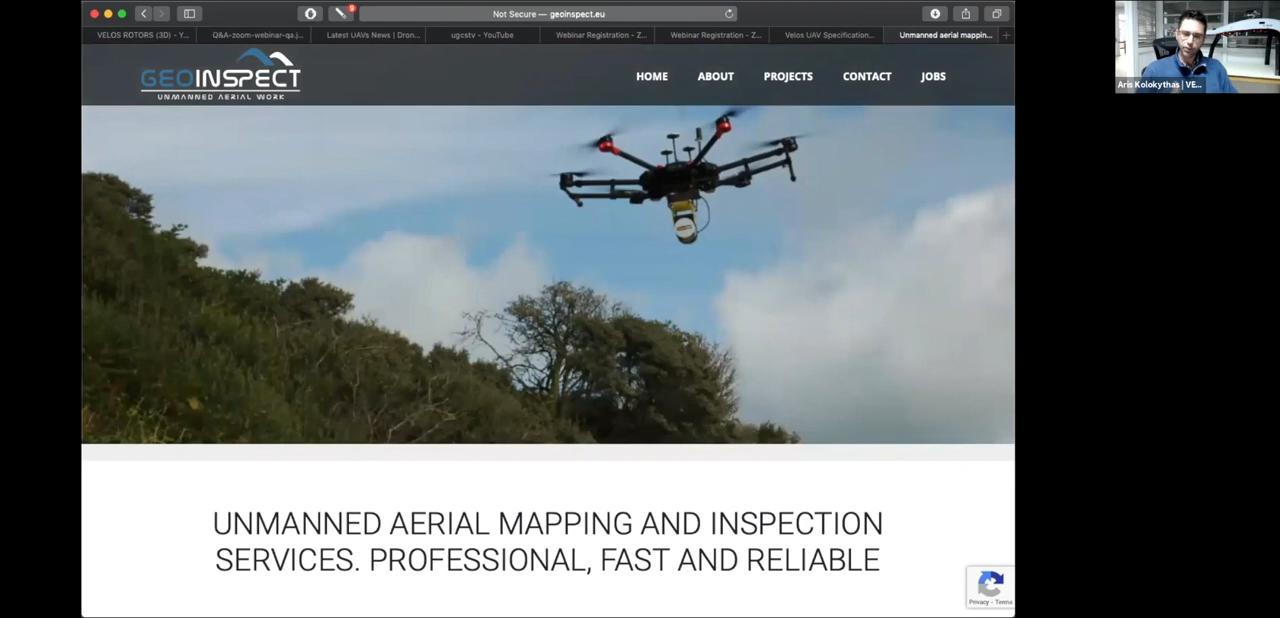 9
Not Secure — geoinspect.eu
VELOS ROTORS (3D) - Y...
Q&A-zoom-webinar-qa.j...
Latest UAVs News | Dron...
ugcstv - YouTube
Webinar Registration - Z...
Webinar Registration - Z...
Velos UAV Specification...
Unmanned aerial mappin...
GEOINSPECT
UNMANNED AERIAL WORK
HOME ABOUT PROJECTS CONTACT JOBS
UNMANNED AERIAL MAPPING AND INSPECTION
SERVICES. PROFESSIONAL, FAST AND RELIABLE
Privacy - Terms
Aris Kolokythas | VE...